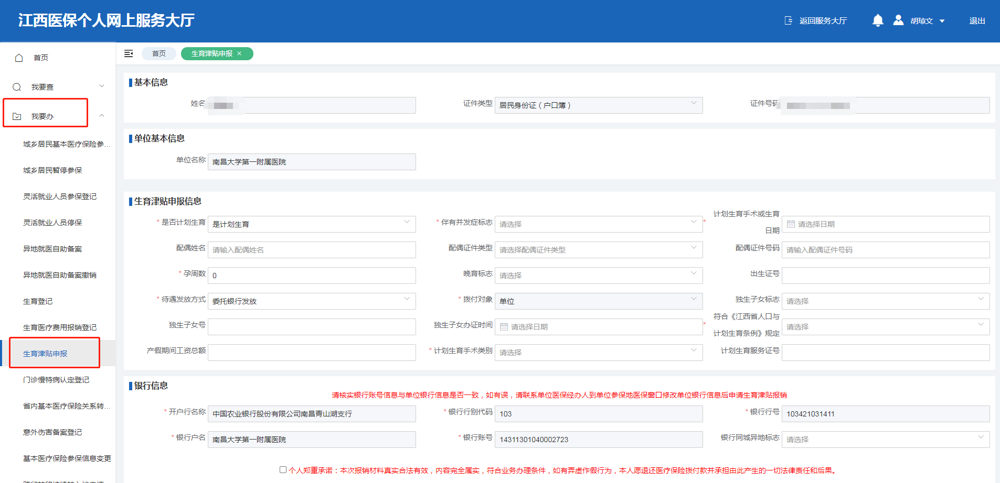 江西医保个人网上服务大厅
返回服务大厅
胡琼文
退出
首页
我要查
我要办
城乡居民基本医疗保险参...
城乡居民暂停参保
灵活就业人员参保登记
灵活就业人员停保
异地就医自助备案
异地就医自助备案撤销
生育登记
生育医疗费用报销登记
生育津贴申报
门诊慢特病认定登记
省内基本医疗保险关系转...
意外伤害备案登记
基本医疗保险参保信息变更
首页
生育津贴申报 ×
基本信息
姓名
证件类型 居民身份证（户口簿）
证件号码
单位基本信息
单位名称 南昌大学第一附属医院
生育津贴申报信息
* 是否计划生育 是计划生育
* 伴有并发症标志 请选择
* 计划生育手术或生育
日期 请选择日期
配偶姓名 请输入配偶姓名
配偶证件类型 请选择配偶证件类型
配偶证件号码 请输入配偶证件号码
* 孕周数 0
晚育标志 请选择
出生证号
* 待遇发放方式 委托银行发放
* 拨付对象 单位
独生子女标志 请选择
独生子女号
独生子女办证时间 请选择日期
* 符合《江西省人口与
计划生育条例》规定 请选择
产假期间工资总额
* 计划生育手术类别 请选择
计划生育服务证号
银行信息
请核实银行账号信息与单位银行信息是否一致，如有误，请联系单位医保经办人到单位参保地医保窗口修改单位银行信息后申请生育津贴报销
* 开户行名称 中国农业银行股份有限公司南昌青山湖支行
* 银行行别代码 103
* 银行行号 103421031411
* 银行户名 南昌大学第一附属医院
* 银行账号 14311301040002723
银行同城异地标志 请选择
个人郑重承诺：本次报销材料真实合法有效，内容完全属实，符合业务办理条件，如有弄虚作假行为，本人愿退还医疗保险拨付款并承担由此产生的一切法律责任和后果。